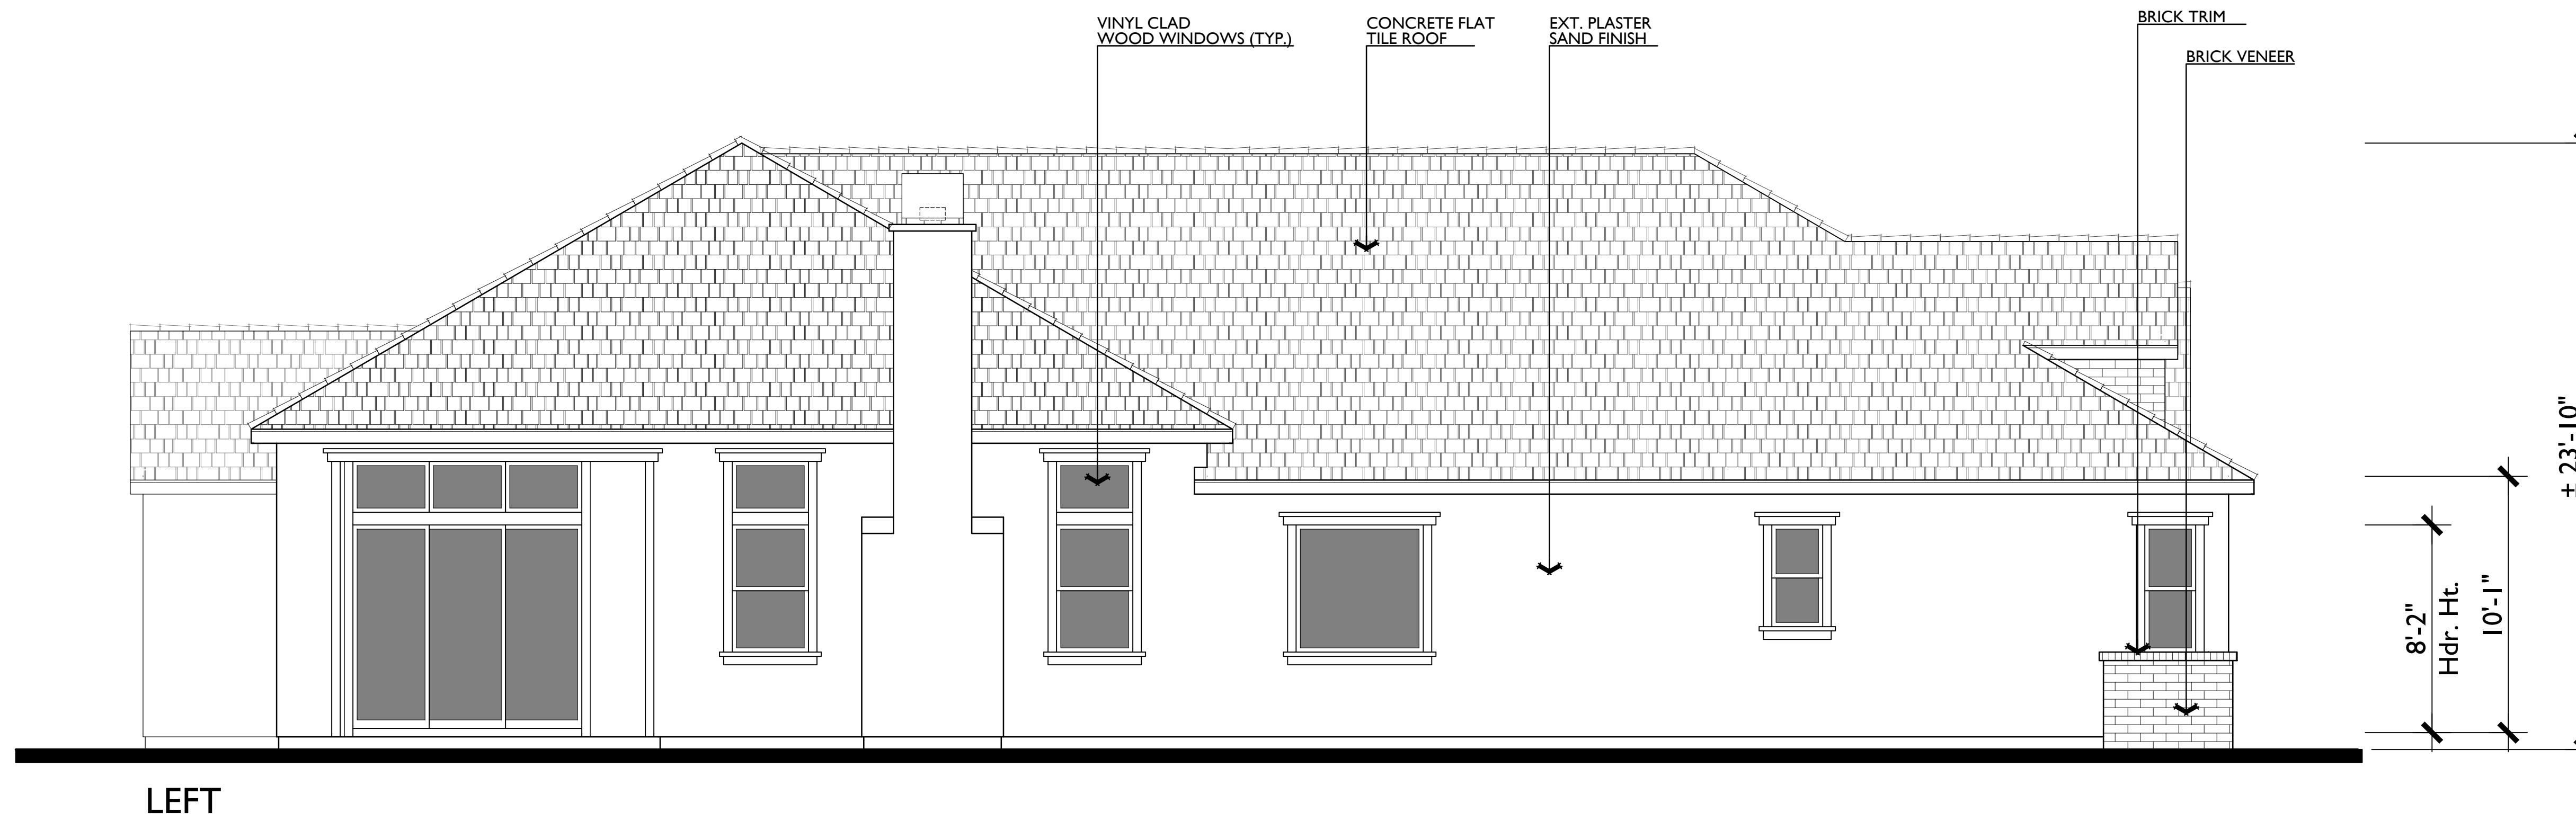 VINYL CLAD
WOOD WINDOWS (TYP.)
CONCRETE FLAT
TILE ROOF
EXT. PLASTER
SAND FINISH
BRICK TRIM
BRICK VENEER
8'-2"
Hdr. Ht.
10'-1"
± 23'-10"
LEFT